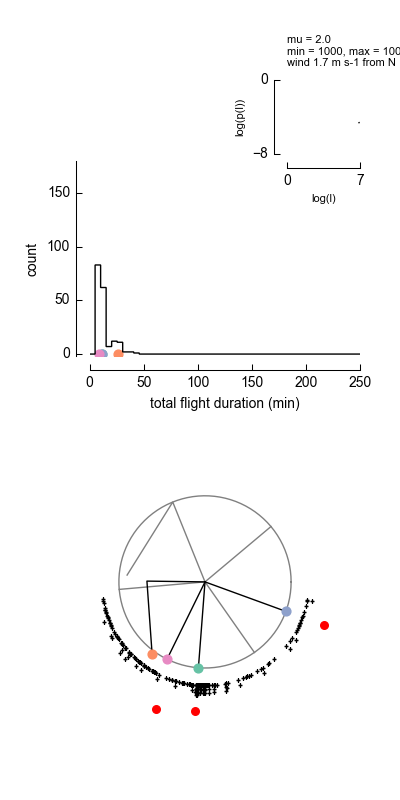 mu = 2.0
min = 1000, max = 100
wind 1.7 m s-1 from N
0
−8
log(p(l))
0 7
log(l)
150
100
50
0
count
0 50 100 150 200 250
total flight duration (min)